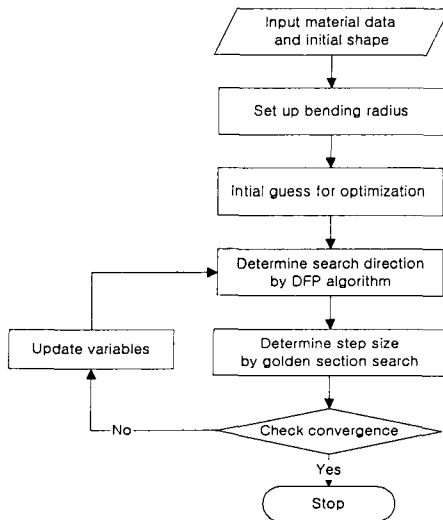 Input material data
and initial shape
Set up bending radius
Intial guess for optimization
Determine search direction
by DFP algorithm
Update variables
Determine step size
by golden section search
No
Check convergence
Yes
Stop